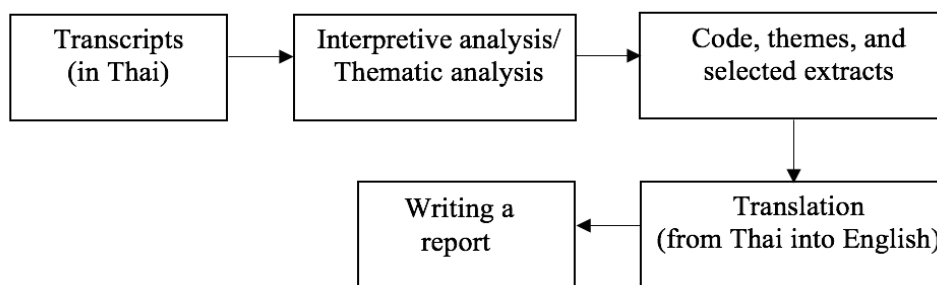 Transcripts
(in Thai)
Interpretive analysis/
Thematic analysis
Code, themes, and
selected extracts
Translation
(from Thai into English)
Writing a
report